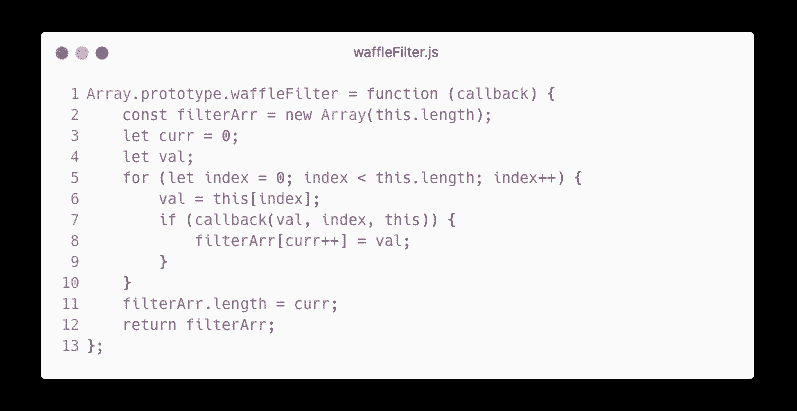 waffleFilter.js
1 Array.prototype.waffleFilter = function (callback) {
2     const filterArr = new Array(this.length);
3     let curr = 0;
4     let val;
5     for (let index = 0; index < this.length; index++) {
6         val = this[index];
7         if (callback(val, index, this)) {
8             filterArr[curr++] = val;
9         }
10     }
11     filterArr.length = curr;
12     return filterArr;
13 };